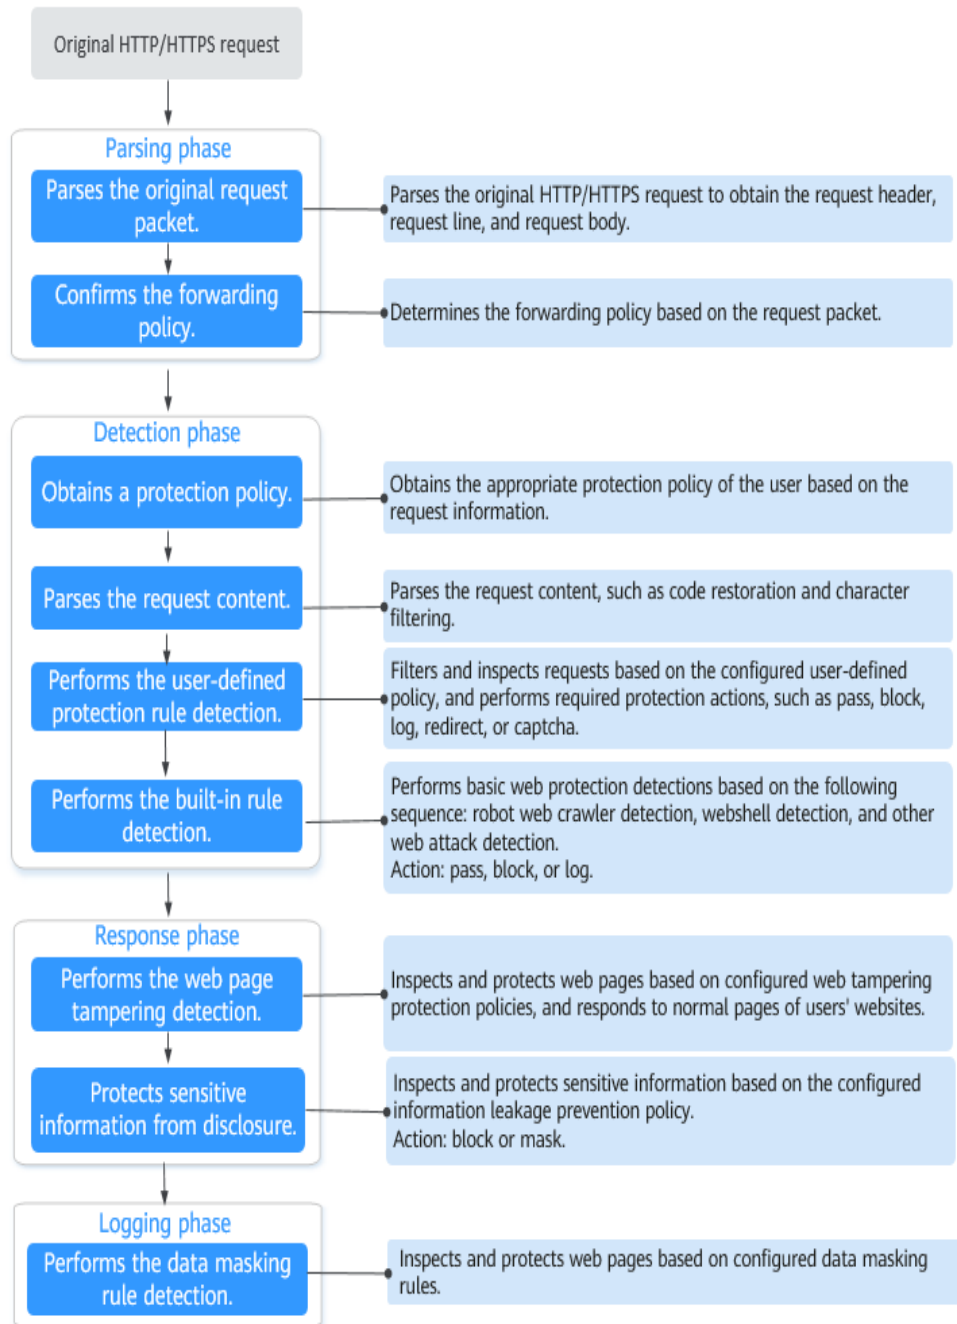 Original HTTP/HTTPS request
Parsing phase
Parses the original request
packet.
Parses the original HTTP/HTTPS request to obtain the request header,
request line, and request body.
Confirms the forwarding
policy.
Determines the forwarding policy based on the request packet.
Detection phase
Obtains a protection policy.
Obtains the appropriate protection policy of the user based on the
request information.
Parses the request content.
Parses the request content, such as code restoration and character
filtering.
Performs the user-defined
protection rule detection.
Filters and inspects requests based on the configured user-defined
policy, and performs required protection actions, such as pass, block,
log, redirect, or captcha.
Performs the built-in rule
detection.
Performs basic web protection detections based on the following
sequence: robot web crawler detection, webshell detection, and other
web attack detection.
Action: pass, block, or log.
Response phase
Performs the web page
tampering detection.
Inspects and protects web pages based on configured web tampering
protection policies, and responds to normal pages of users' websites.
Protects sensitive
information from disclosure.
Inspects and protects sensitive information based on the configured
information leakage prevention policy.
Action: block or mask.
Logging phase
Performs the data masking
rule detection.
Inspects and protects web pages based on configured data masking
rules.